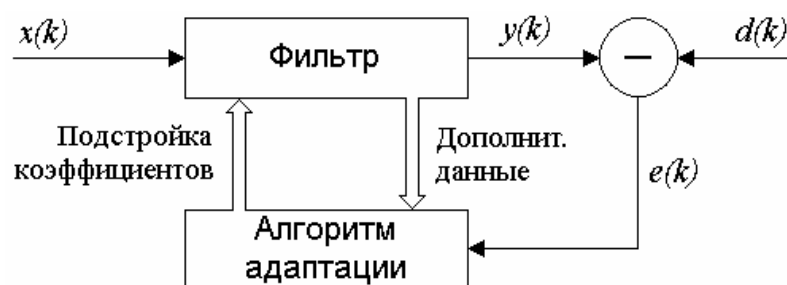 x(k)
Фильтр
y(k)
−
d(k)
Подстройка
коэффициентов
Дополнит.
данные
e(k)
Алгоритм
адаптации